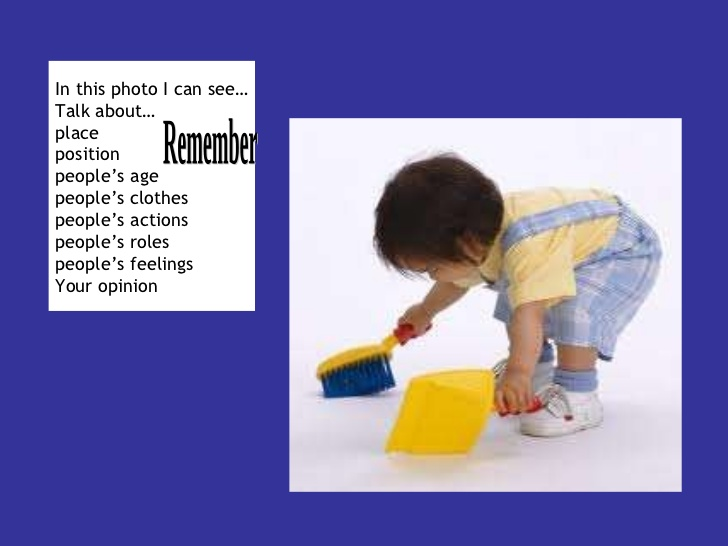 In this photo I can see…
Talk about…
place
Remember
position
people’s age
people’s clothes
people’s actions
people’s roles
people’s feelings
Your opinion